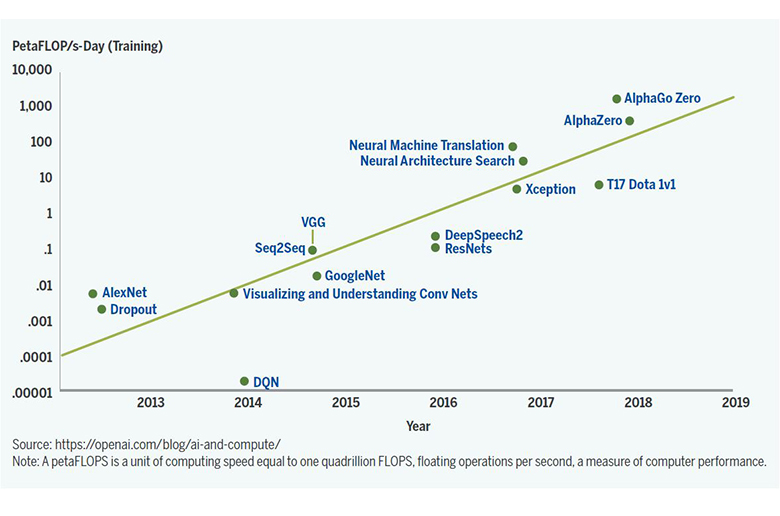 PetaFLOP/s-Day (Training)
10,000
1,000
100
10
1
.1
.01
.001
.0001
.00001
AlphaGo Zero
AlphaZero
Neural Machine Translation
Neural Architecture Search
Xception
T17 Dota 1v1
VGG
Seq2Seq
DeepSpeech2
ResNets
GoogleNet
AlexNet
Visualizing and Understanding Conv Nets
Dropout
DQN
2013 2014 2015 2016 2017 2018 2019
Year
Source: https://openai.com/blog/ai-and-compute/
Note: A petaFLOPS is a unit of computing speed equal to one quadrillion FLOPS, floating operations per second, a measure of computer performance.